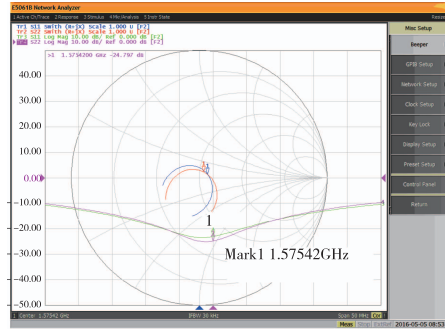 E5061B Network Analyzer
1 Active Ch/Trace 2 Response 3 Stimulus 4 Mkr/Analysis 5 Instr State
Tr1 S11 Smith (R+jX) Scale 1.000 U [F2]
Tr2 S22 Smith (R+jX) Scale 1.000 U [F2]
Tr3 S11 Log Mag 10.00 dB/ Ref 0.000 dB [F2]
Tr4 S22 Log Mag 10.00 dB/ Ref 0.000 dB [F2]
>1 1.5754200 GHz -24.797 dB
40.00
30.00
20.00
10.00
0.00
-10.00
-20.00
-30.00
-40.00
-50.00
1
Mark1 1.57542GHz
1 Center 1.57542 GHz
IFBW 30 kHz
Span 50 MHz Cor
Meas Stop ExtRef 2016-05-05 08:53
Misc Setup
Beeper
GPIB Setup
Network Setup
Clock Setup
Key Lock
Display Setup
Preset Setup
Control Panel
Return